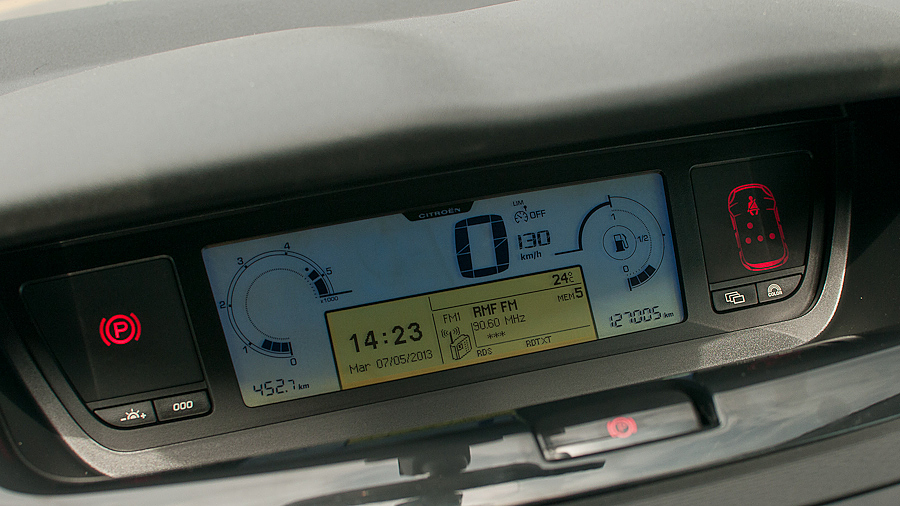 CITROËN
4
3
5
2
x1000
1
0
452.7 km
P
000
0
LIM
OFF
130
km/h
1
1/2
0
127005 km
24°C
FM1 RMF FM MEM 5
90.60 MHz
***
RDS RDTXT
14:23
Mar 07/05/2013
COLOR
P